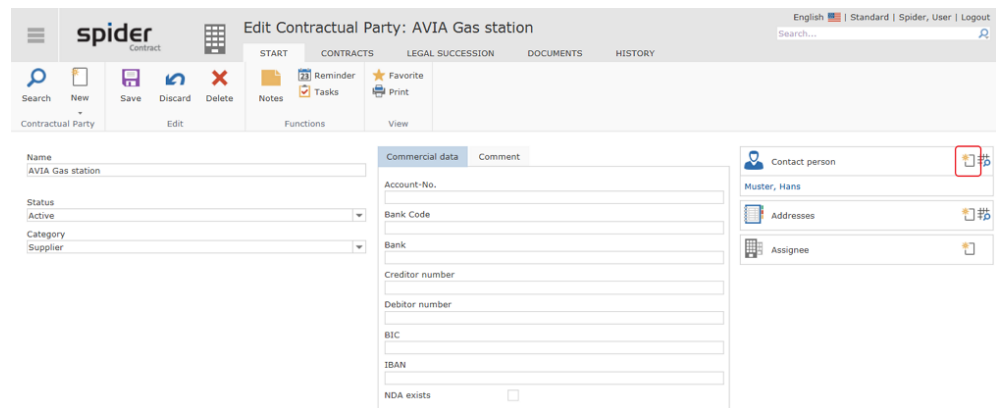 English | Standard | Spider, User | Logout
spider
Contract
Edit Contractual Party: AVIA Gas station
Search...
START CONTRACTS LEGAL SUCCESSION DOCUMENTS HISTORY
Search New Save Discard Delete Notes
23 Reminder
Tasks
Favorite
Print
Contractual Party Edit Functions View
Name
AVIA Gas station
Status
Active
Category
Supplier
Commercial data Comment
Account-No.
Bank Code
Bank
Creditor number
Debitor number
BIC
IBAN
NDA exists
Contact person
Muster, Hans
Addresses
Assignee